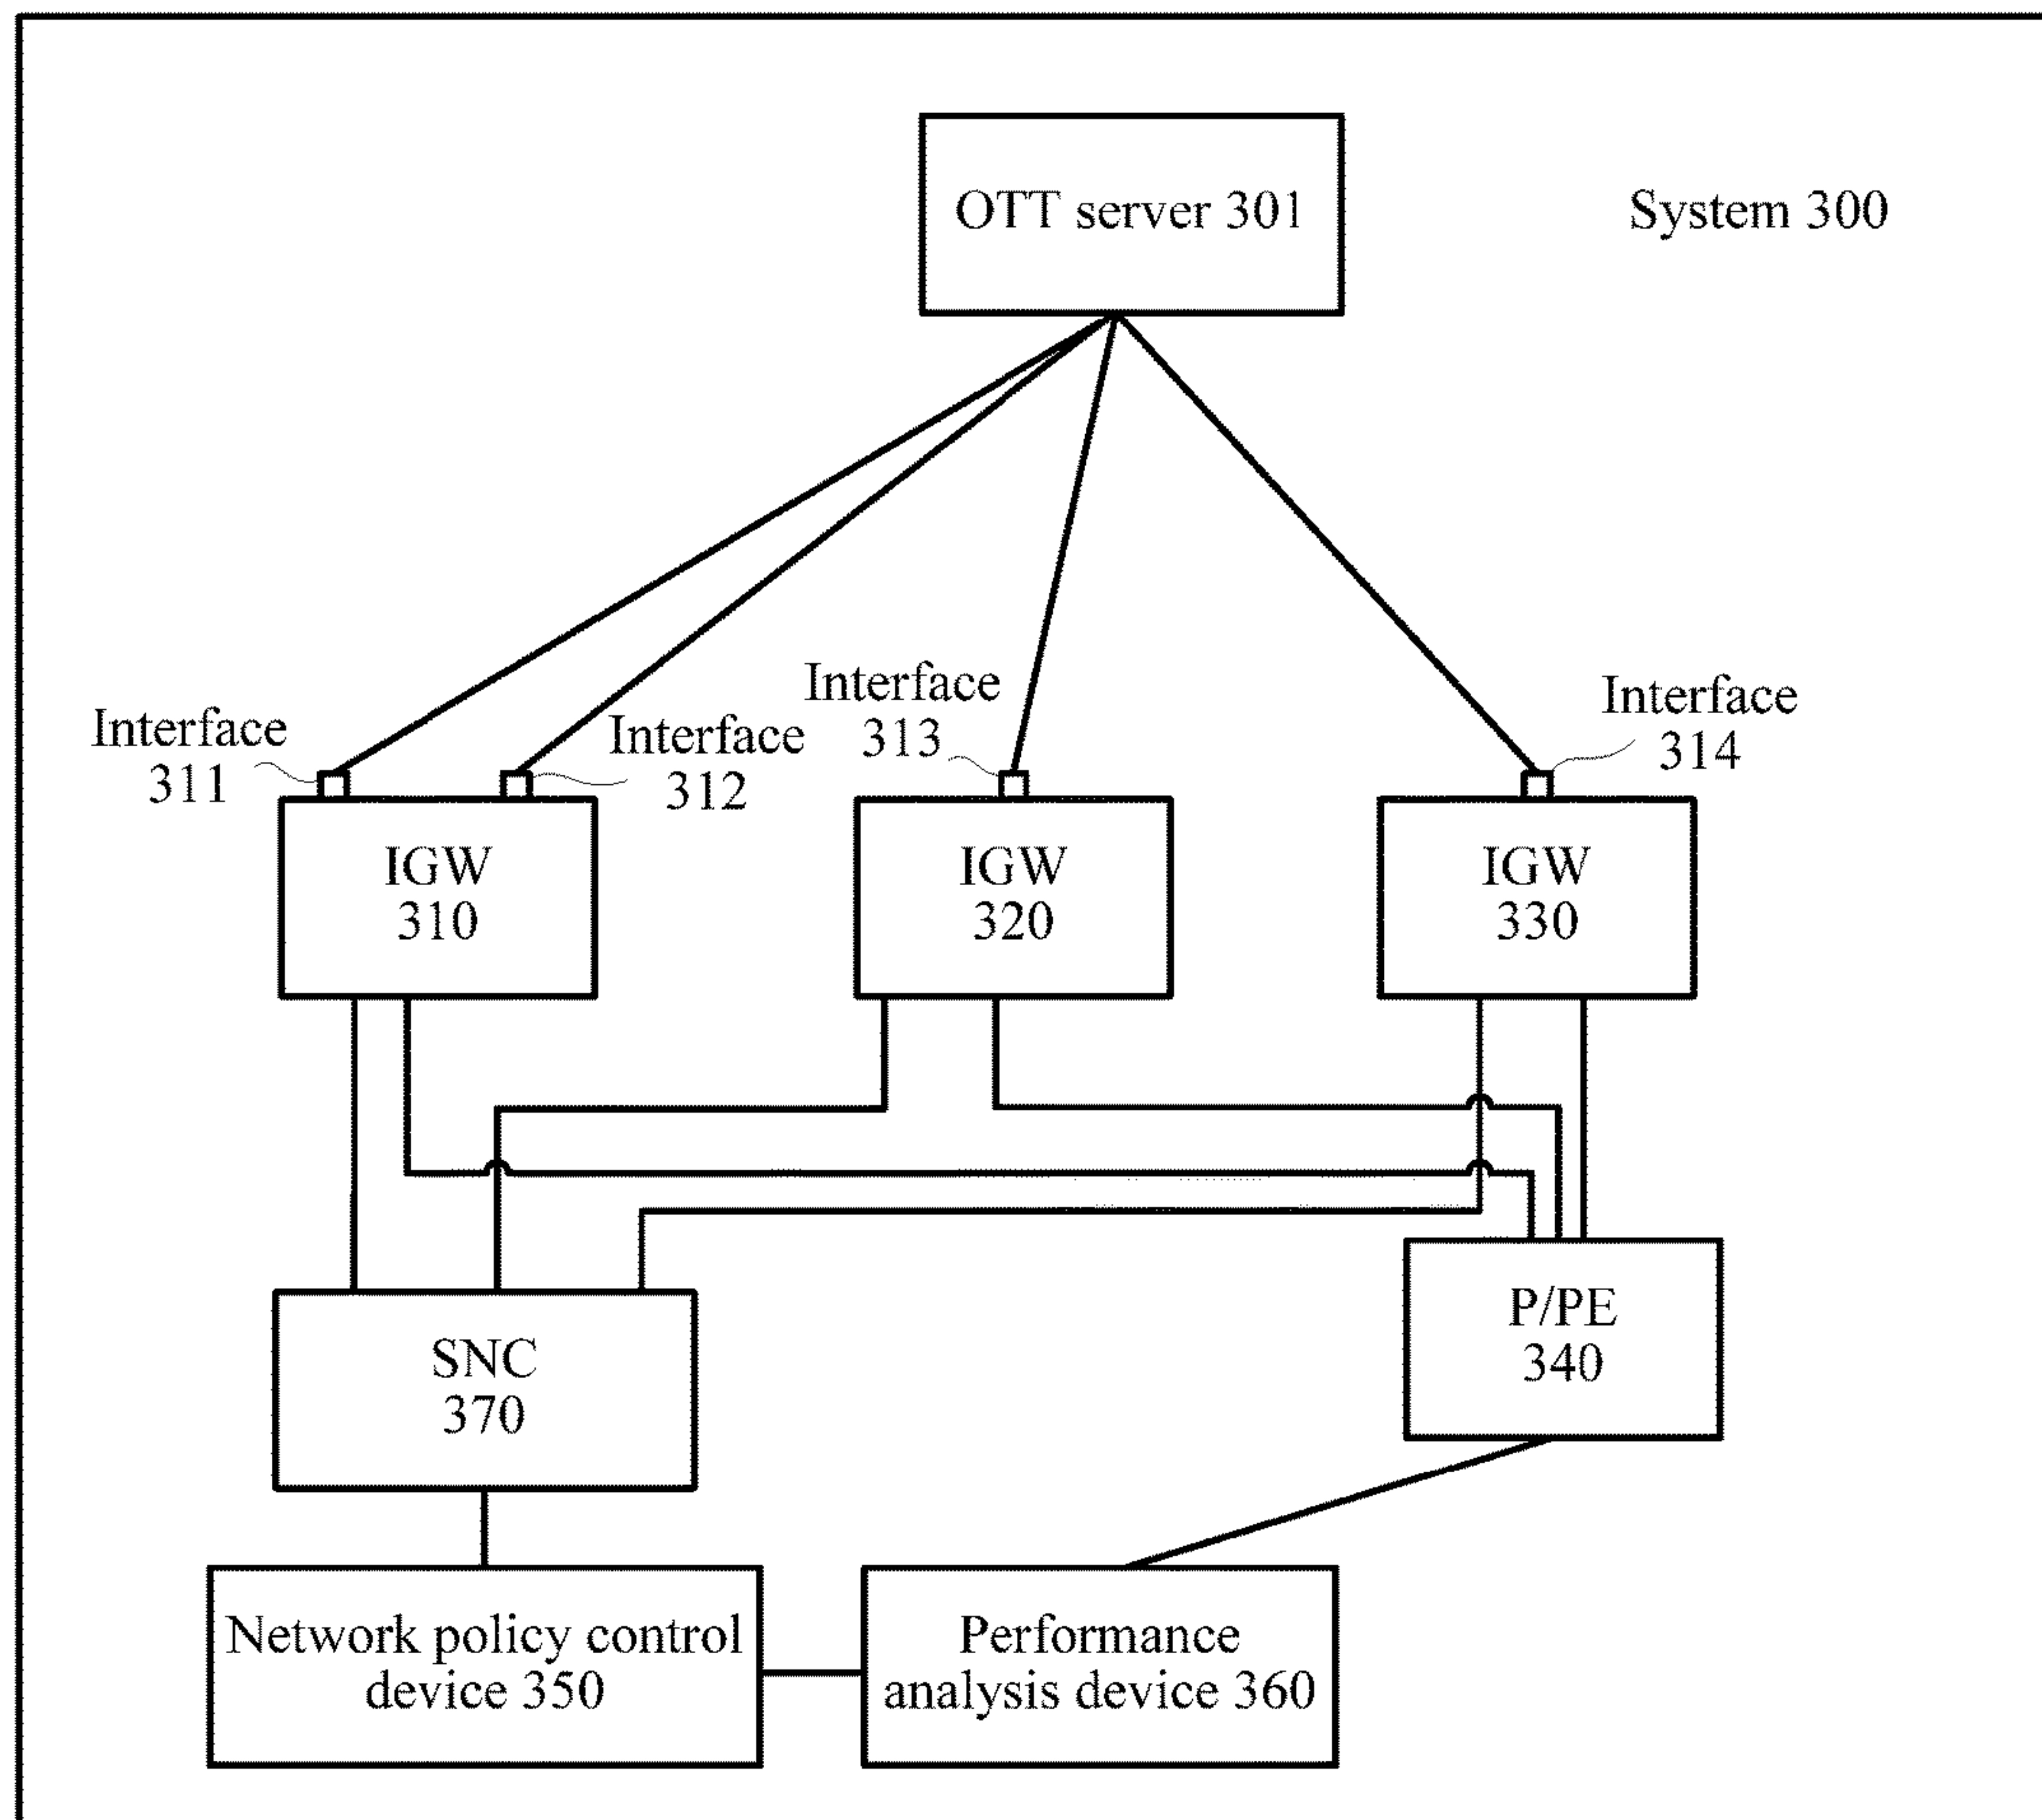 OTT server 301
System 300
Interface
311
Interface
312
Interface
313
Interface
314
IGW
310
IGW
320
IGW
330
SNC
370
P/PE
340
Network policy control
device 350
Performance
analysis device 360